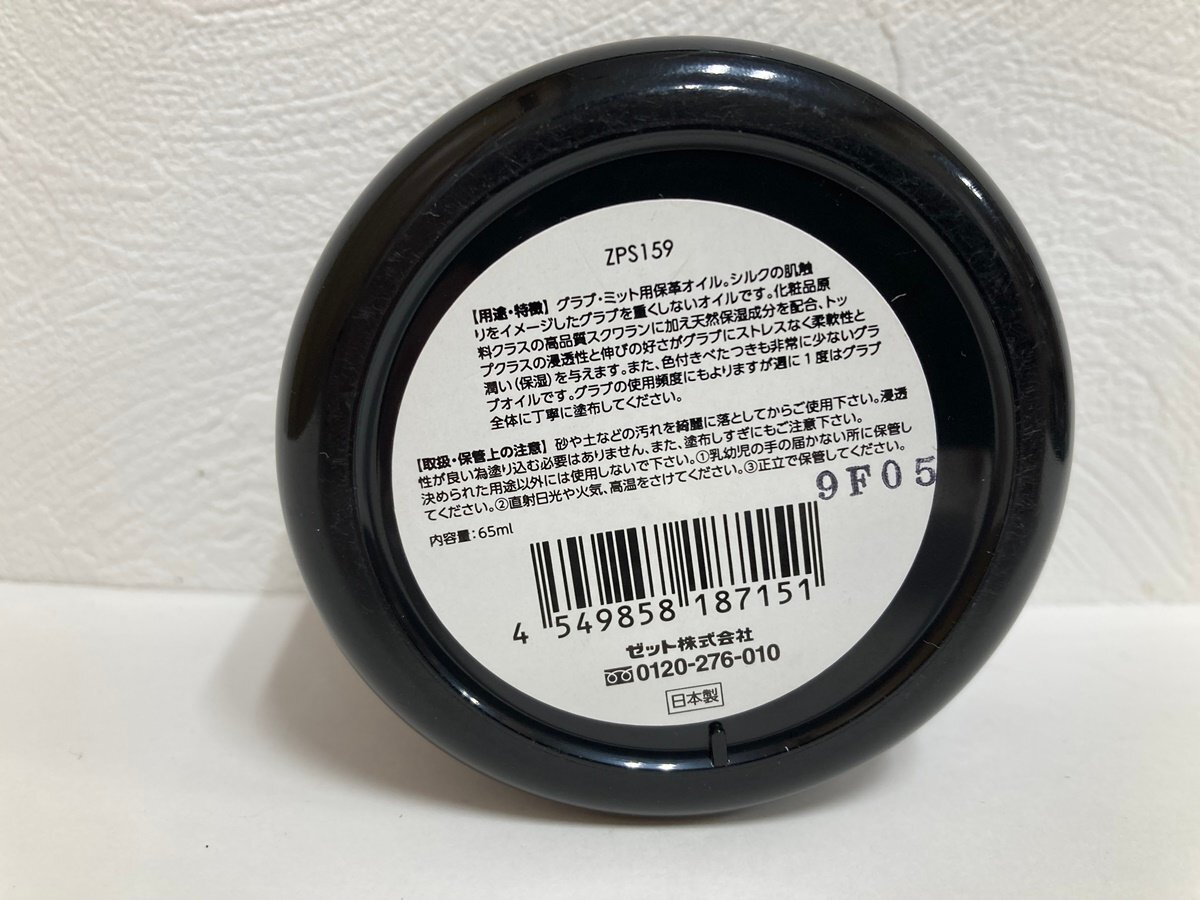 ZPS159
【用途・特徴】グラブ・ミット用保革オイル。シルクの肌触
りをイメージしたグラブを重くしないオイルです。化粧品原
料クラスの高品質スクワランに加え天然保湿成分を配合、トッ
プクラスの浸透性と伸びの好さがグラブにストレスなく柔軟性と
潤い(保湿)を与えます。また、色付きべたつきも非常に少ないグラ
ブオイルです。グラブの使用頻度にもよりますが週に1度はグラブ
全体に丁寧に塗布してください。
【取扱・保管上の注意】砂や土などの汚れを綺麗に落としてからご使用下さい。浸透
性が良い為塗り込む必要はありません、また、塗布しすぎにもご注意下さい。
決められた用途以外には使用しないで下さい。①乳幼児の手の届かない所に保管し
てください。②直射日光や火気、高温をさけてください。③正立で保管してください。
9F05
内容量:65ml
4 549858 187151
ゼット株式会社
0120-276-010
日本製